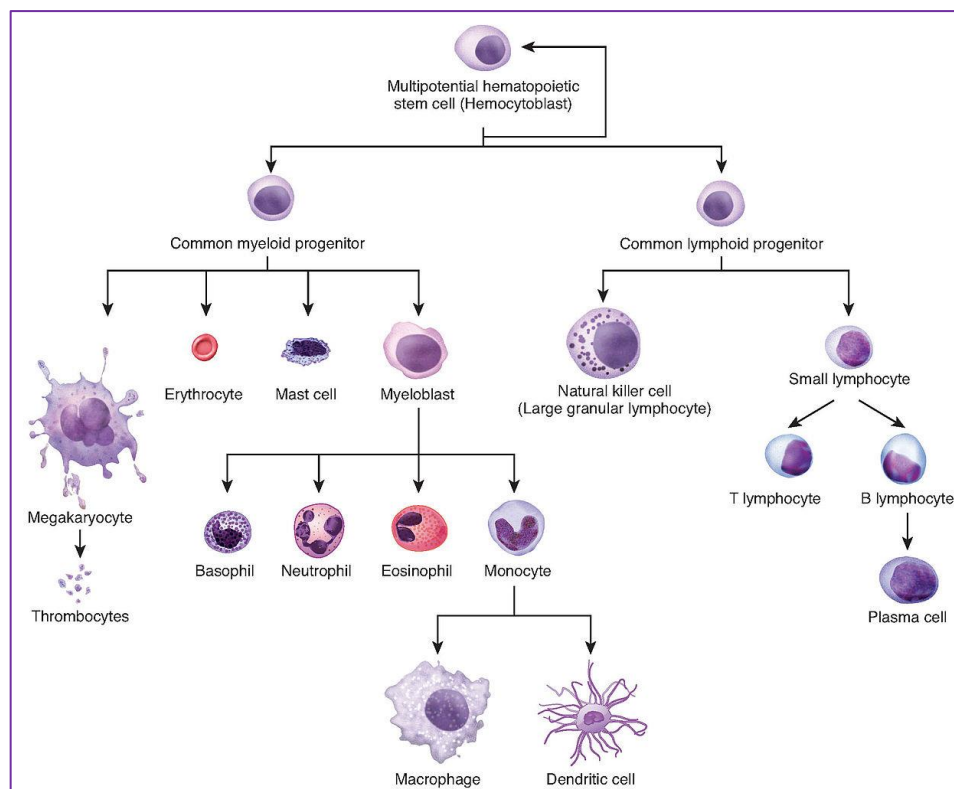 Multipotential hematopoietic
stem cell (Hemocytoblast)
Common myeloid progenitor
Common lymphoid progenitor
Erythrocyte
Mast cell
Myeloblast
Natural killer cell
(Large granular lymphocyte)
Small lymphocyte
T lymphocyte
B lymphocyte
Megakaryocyte
Basophil
Neutrophil
Eosinophil
Monocyte
Thrombocytes
Plasma cell
Macrophage
Dendritic cell